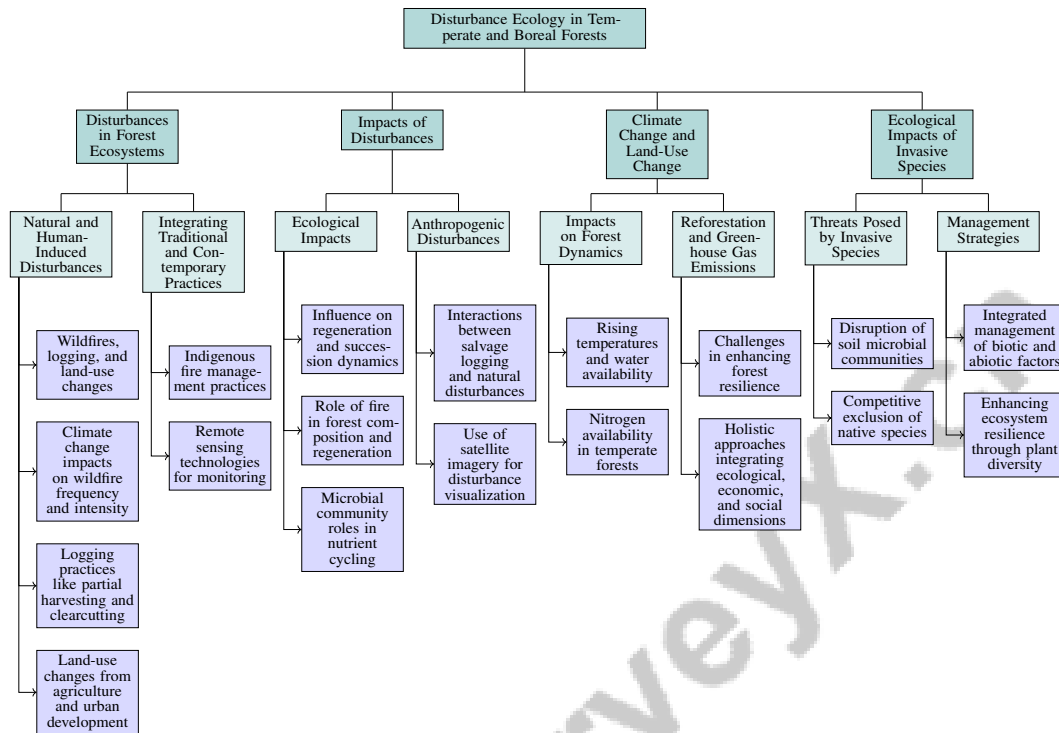 Disturbance Ecology in Tem-
perate and Boreal Forests
Disturbances
in Forest
Ecosystems
Impacts of
Disturbances
Climate
Change and
Land-Use
Change
Ecological
Impacts of
Invasive
Species
Natural and
Human-
Induced
Disturbances
Integrating
Traditional
and Con-
temporary
Practices
Ecological
Impacts
Anthropogenic
Disturbances
Impacts
on Forest
Dynamics
Reforestation
and Green-
house Gas
Emissions
Threats Posed
by Invasive
Species
Management
Strategies
Wildfires,
logging, and
land-use
changes
Climate
change
impacts
on wildfire
frequency
and intensity
Logging
practices
like partial
harvesting and
clearcutting
Land-use
changes from
agriculture
and urban
development
Indigenous
fire manage-
ment practices
Remote
sensing
technologies
for monitoring
Influence on
regeneration
and succes-
sion dynamics
Role of fire
in forest com-
position and
regeneration
Microbial
community
roles in
nutrient
cycling
Interactions
between
salvage
logging
and natural
disturbances
Use of
satellite
imagery for
disturbance
visualization
Rising
temperatures
and water
availability
Nitrogen
availability
in temperate
forests
Challenges
in enhancing
forest
resilience
Holistic
approaches
integrating
ecological,
economic,
and social
dimensions
Disruption of
soil microbial
communities
Competitive
exclusion of
native species
Integrated
management
of biotic and
abiotic factors
Enhancing
ecosystem
resilience
through plant
diversity